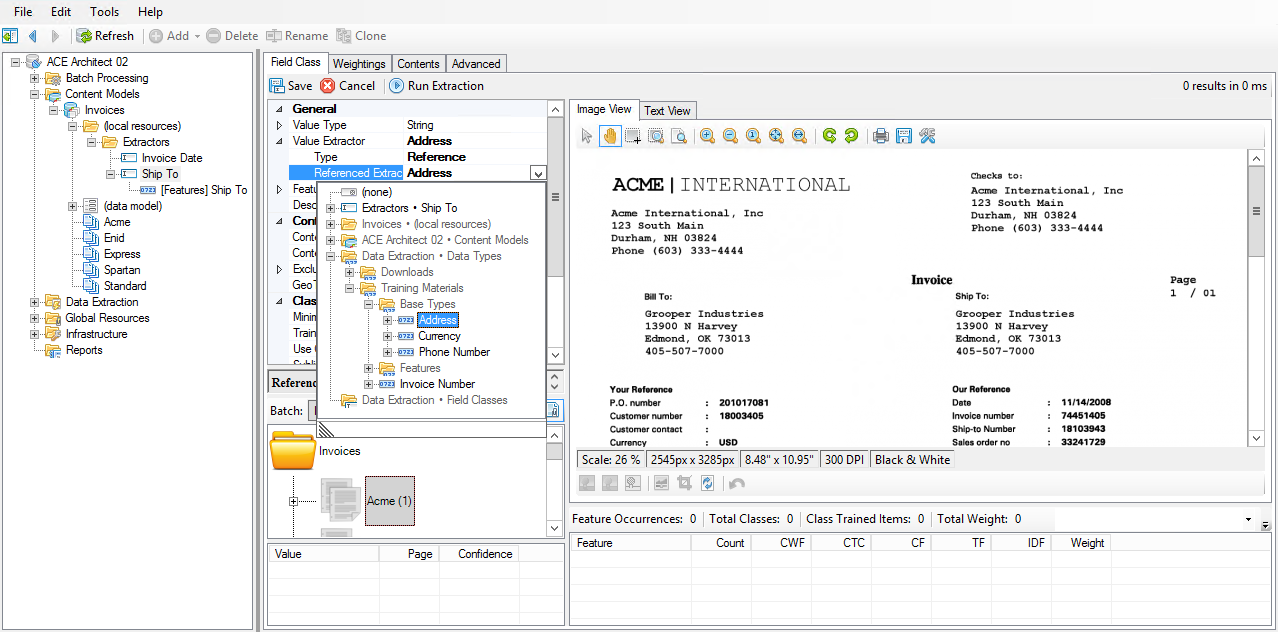 File Edit Tools Help
Refresh Add Delete Rename Clone
ACE Architect 02
Batch Processing
Content Models
Invoices
(local resources)
Extractors
Invoice Date
Ship To
[Features] Ship To
(data model)
Acme
Enid
Express
Spartan
Standard
Data Extraction
Global Resources
Infrastructure
Reports
Field Class Weightings Contents Advanced
Save Cancel Run Extraction 0 results in 0 ms
General
Value Type String
Value Extractor Address
Type Reference
Referenced Extrac Address
(none)
Extractors • Ship To
Invoices • (local resources)
ACE Architect 02 • Content Models
Data Extraction • Data Types
Downloads
Training Materials
Base Types
Address
Currency
Phone Number
Features
Invoice Number
Data Extraction • Field Classes
Featu
Desc
Cont
Cont
Exclu
Geo
Clas
Minin
Train
Use
Referenc
Batch:
Invoices
Acme (1)
Value Page Confidence
Image View Text View
ACME | INTERNATIONAL
Acme International, Inc
123 South Main
Durham, NH 03824
Phone (603) 333-4444
Checks to:
Acme International, Inc
123 South Main
Durham, NH 03824
Phone (603) 333-4444
Invoice
Page
1 / 01
Bill To:
Grooper Industries
13900 N Harvey
Edmond, OK 73013
405-507-7000
Ship To:
Grooper Industries
13900 N Harvey
Edmond, OK 73013
405-507-7000
Your Reference
P.O. number : 201017081
Customer number : 18003405
Customer contact :
Currency : USD
Our Reference
Date : 11/14/2008
Invoice number : 74451405
Ship-to Number : 18103943
Sales order no : 33241729
Scale: 26 % 2545px x 3285px 8.48" x 10.95" 300 DPI Black & White
Feature Occurrences: 0 Total Classes: 0 Class Trained Items: 0 Total Weight: 0
Feature Count CWF CTC CF TF IDF Weight